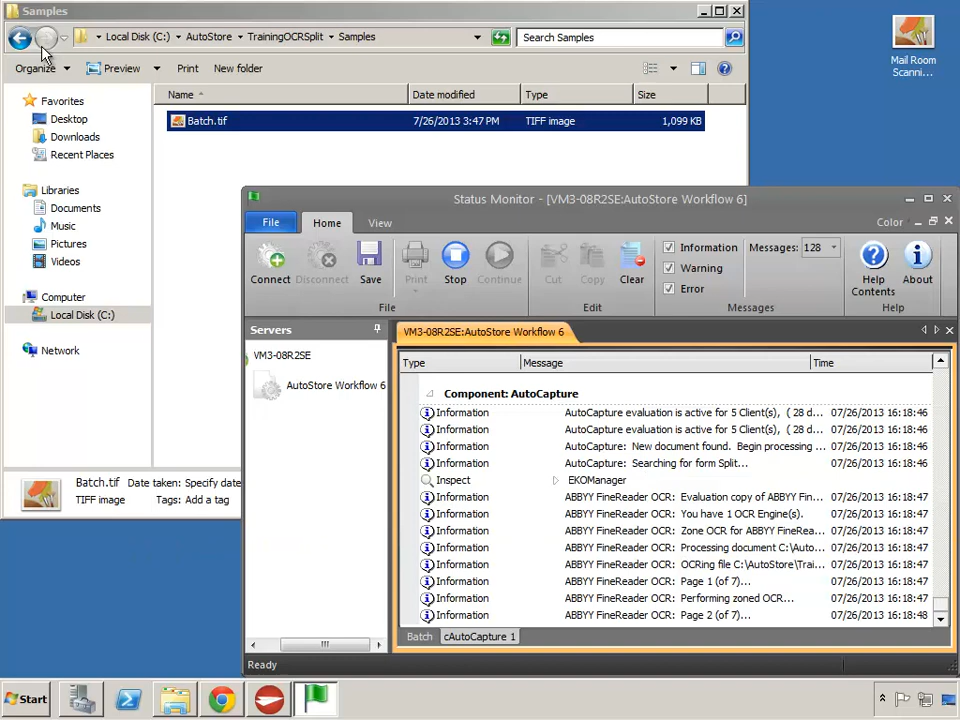 Samples
Local Disk (C:) AutoStore TrainingOCRSplit Samples
Search Samples
Organize Preview Print New folder
Favorites
Desktop
Downloads
Recent Places
Libraries
Documents
Music
Pictures
Videos
Computer
Local Disk (C:)
Network
Name Date modified Type Size
Batch.tif 7/26/2013 3:47 PM TIFF image 1,099 KB
Batch.tif Date taken: Specify date
TIFF image Tags: Add a tag
Mail Room
Scanni...
Status Monitor - [VM3-08R2SE:AutoStore Workflow 6]
File Home View Color
Connect Disconnect Save Print Stop Continue Cut Copy Clear
Information Messages: 128
Warning
Error
Help
Contents
About
File Edit Messages Help
Servers
VM3-08R2SE
AutoStore Workflow 6
VM3-08R2SE:AutoStore Workflow 6
Type Message Time
Component: AutoCapture
Information AutoCapture evaluation is active for 5 Client(s), ( 28 d... 07/26/2013 16:18:46
Information AutoCapture evaluation is active for 5 Client(s), ( 28 d... 07/26/2013 16:18:46
Information AutoCapture: New document found. Begin processing ... 07/26/2013 16:18:46
Information AutoCapture: Searching for form Split... 07/26/2013 16:18:46
Inspect EKOManager
Information ABBYY FineReader OCR: Evaluation copy of ABBYY Fin... 07/26/2013 16:18:47
Information ABBYY FineReader OCR: You have 1 OCR Engine(s). 07/26/2013 16:18:47
Information ABBYY FineReader OCR: Zone OCR for ABBYY FineRea... 07/26/2013 16:18:47
Information ABBYY FineReader OCR: Processing document C:\Auto... 07/26/2013 16:18:47
Information ABBYY FineReader OCR: OCRing file C:\AutoStore\Trai... 07/26/2013 16:18:47
Information ABBYY FineReader OCR: Page 1 (of 7)... 07/26/2013 16:18:47
Information ABBYY FineReader OCR: Performing zoned OCR... 07/26/2013 16:18:47
Information ABBYY FineReader OCR: Page 2 (of 7)... 07/26/2013 16:18:48
Batch cAutoCapture 1
Ready
Start